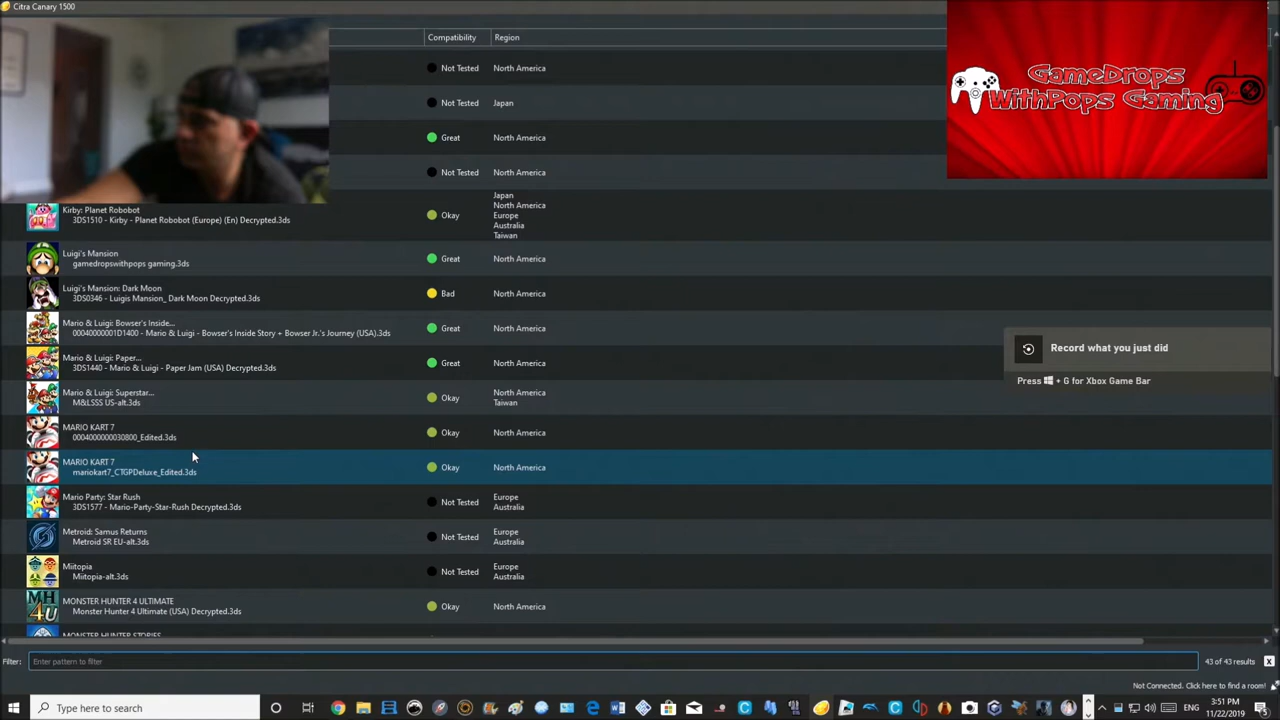 Citra Canary 1500
GameDrops
WithPops Gaming
Compatibility Region
Not Tested North America
Not Tested Japan
Great North America
Not Tested North America
Kirby: Planet Robobot
3DS1510 - Kirby - Planet Robobot (Europe) (En) Decrypted.3ds
Okay
Japan
North America
Europe
Australia
Taiwan
Luigi's Mansion
gamedropswithpops gaming.3ds
Great North America
Luigi's Mansion: Dark Moon
3DS0346 - Luigis Mansion_ Dark Moon Decrypted.3ds
Bad North America
Mario & Luigi: Bowser's Inside...
00040000001D1400 - Mario & Luigi - Bowser's Inside Story + Bowser Jr.'s Journey (USA).3ds
Great North America
Record what you just did
Press + G for Xbox Game Bar
Mario & Luigi: Paper...
3DS1440 - Mario & Luigi - Paper Jam (USA) Decrypted.3ds
Great North America
Mario & Luigi: Superstar...
M&LSSS US-alt.3ds
Okay
North America
Taiwan
MARIO KART 7
0004000000030800_Edited.3ds
Okay North America
MARIO KART 7
mariokart7_CTGPDeluxe_Edited.3ds
Okay North America
Mario Party: Star Rush
3DS1577 - Mario-Party-Star-Rush Decrypted.3ds
Not Tested
Europe
Australia
Metroid: Samus Returns
Metroid SR EU-alt.3ds
Not Tested
Europe
Australia
Miitopia
Miitopia-alt.3ds
Not Tested
Europe
Australia
MONSTER HUNTER 4 ULTIMATE
Monster Hunter 4 Ultimate (USA) Decrypted.3ds
Okay North America
MONSTER HUNTER STORIES
Filter: Enter pattern to filter 43 of 43 results X
Not Connected. Click here to find a room!
Type here to search
ENG
3:51 PM
11/22/2019